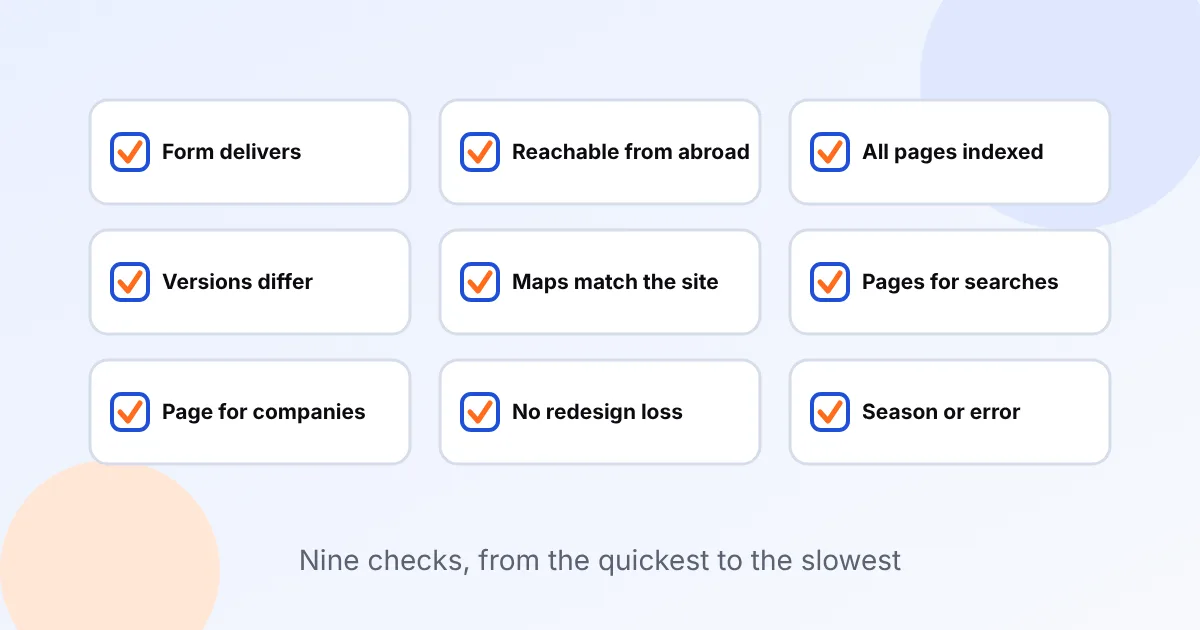 Form delivers
Reachable from abroad
All pages indexed
Versions differ
Maps match the site
Pages for searches
Page for companies
No redesign loss
Season or error
Nine checks, from the quickest to the slowest